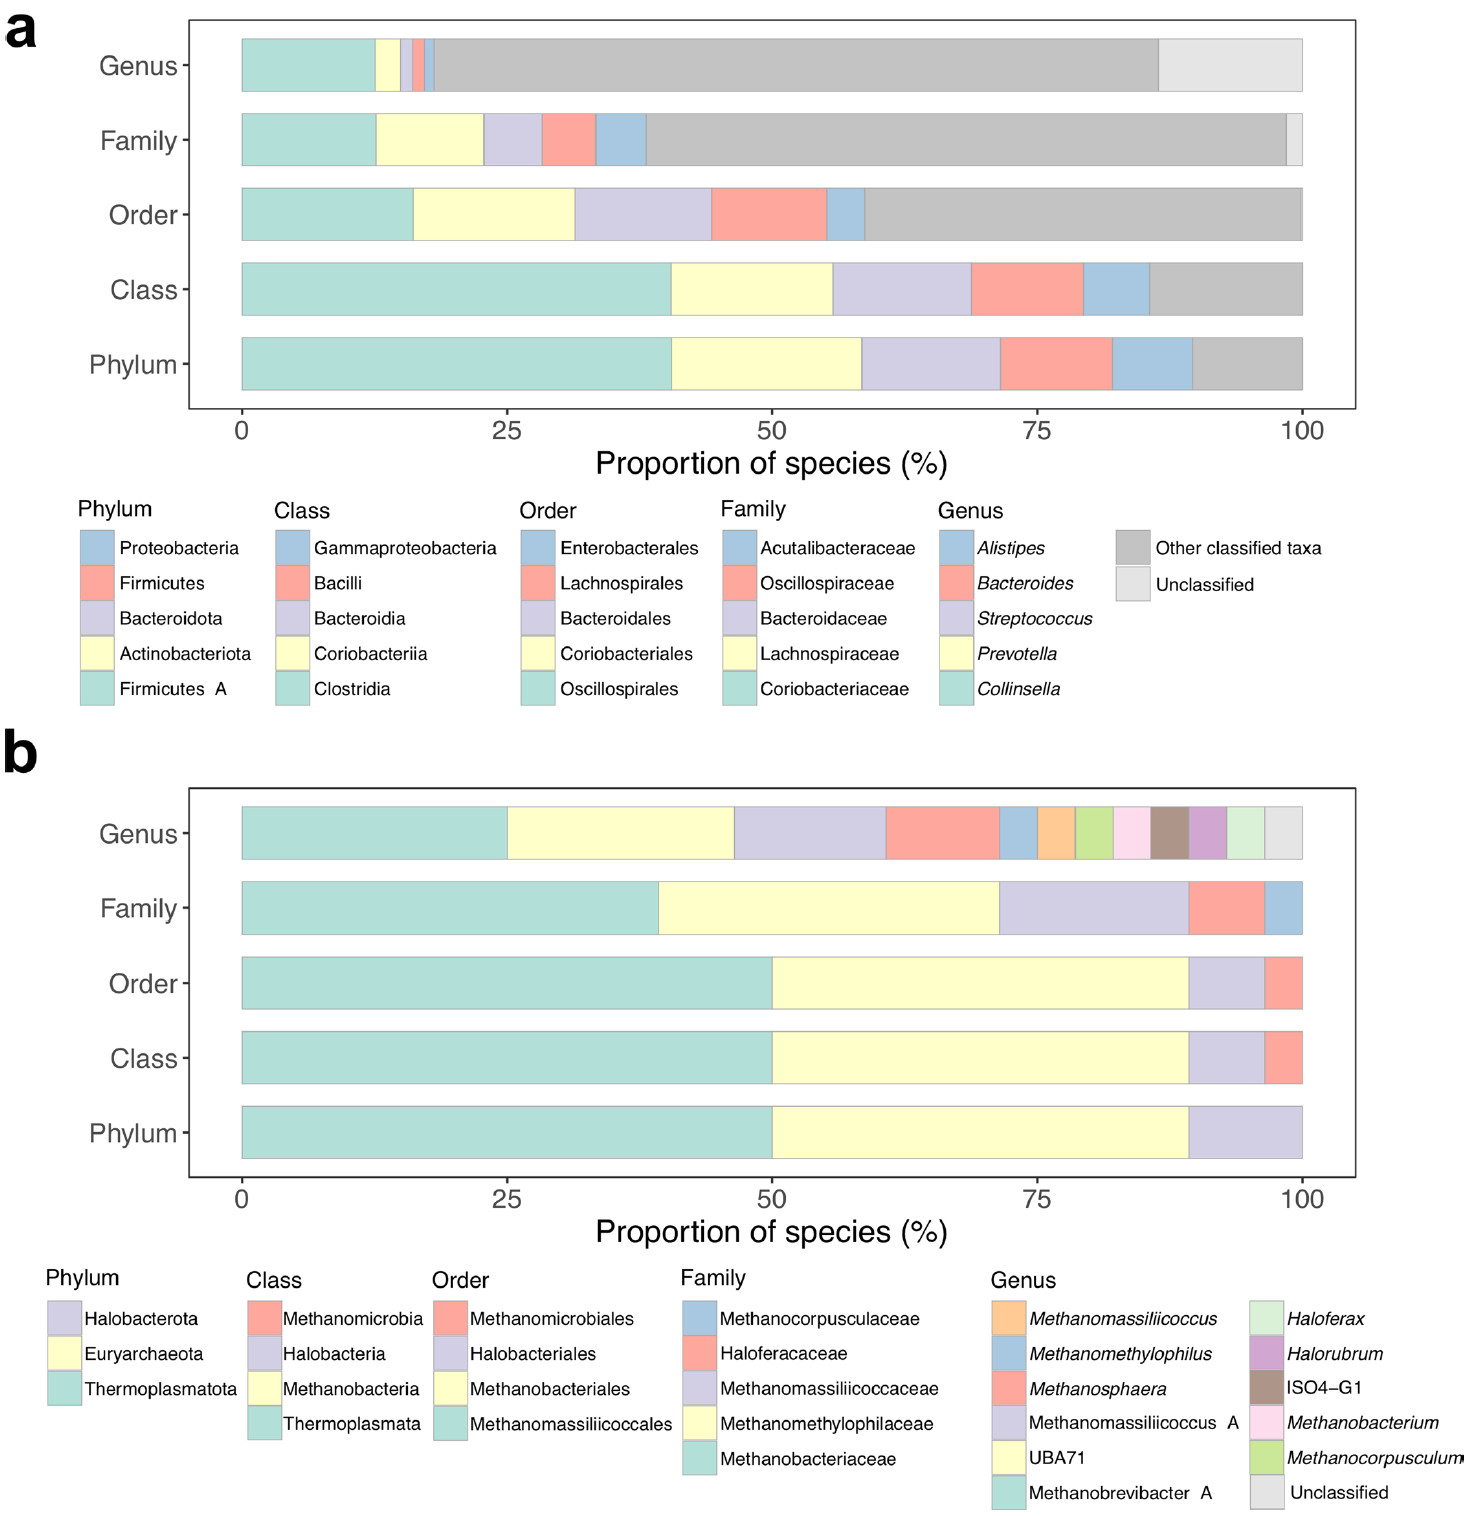 a
Genus
Family
Order
Class
Phylum
0 25 50 75 100
Proportion of species (%)
Phylum Class Order Family Genus
Proteobacteria Gammaproteobacteria Enterobacterales Acutalibacteraceae Alistipes Other classified taxa
Firmicutes Bacilli Lachnospirales Oscillospiraceae Bacteroides Unclassified
Bacteroidota Bacteroidia Bacteroidales Bacteroidaceae Streptococcus
Actinobacteriota Coriobacteriia Coriobacteriales Lachnospiraceae Prevotella
Firmicutes A Clostridia Oscillospirales Coriobacteriaceae Collinsella
b
Genus
Family
Order
Class
Phylum
0 25 50 75 100
Proportion of species (%)
Phylum Class Order Family Genus
Halobacterota Methanomicrobia Methanomicrobiales Methanocorpusculaceae Methanomassiliicoccus Haloferax
Euryarchaeota Halobacteria Halobacteriales Haloferacaceae Methanomethylophilus Halorubrum
Thermoplasmatota Methanobacteria Methanobacteriales Methanomassiliicoccaceae Methanosphaera ISO4−G1
Thermoplasmata Methanomassiliicoccales Methanomethylophilaceae Methanomassiliicoccus A Methanobacterium
Methanobacteriaceae UBA71 Methanocorpusculum
Methanobrevibacter A Unclassified